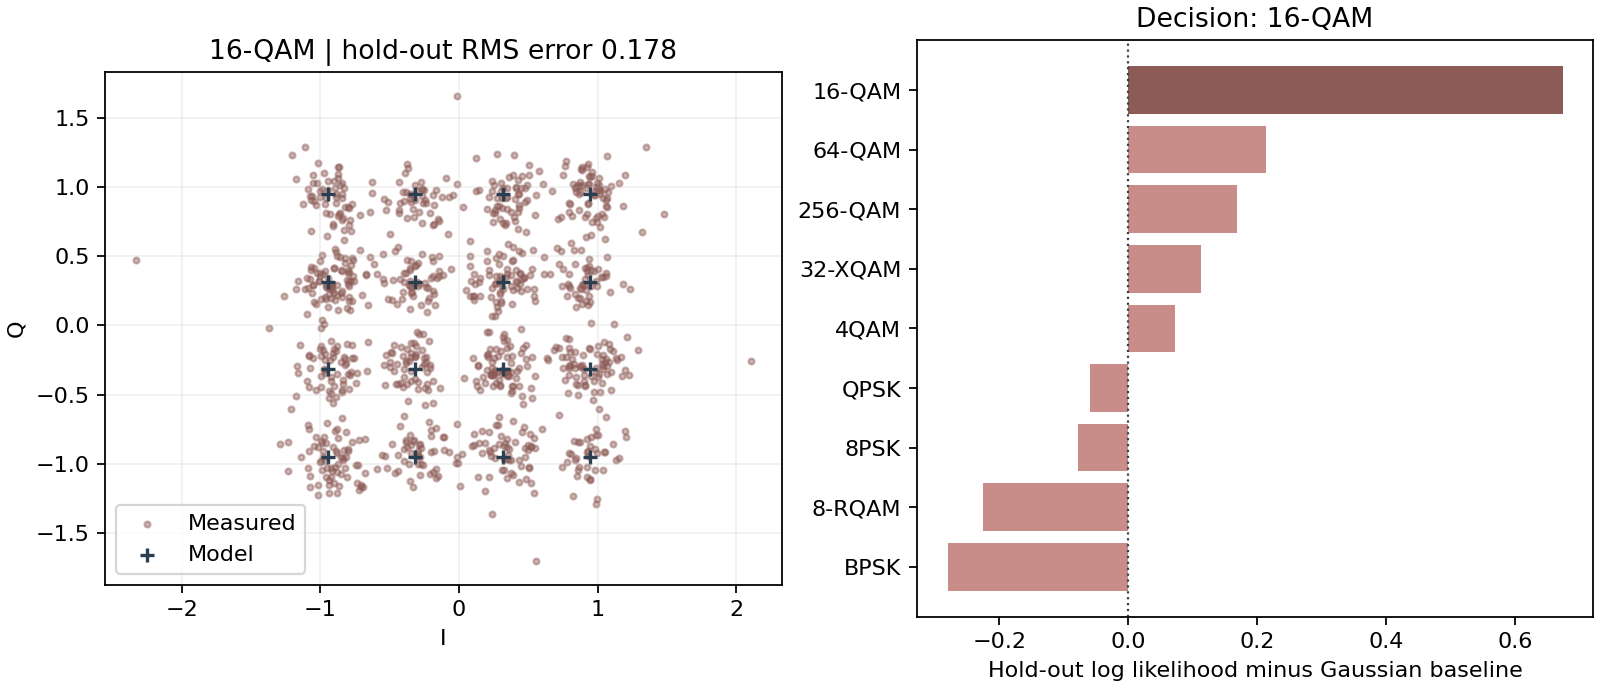 16-QAM | hold-out RMS error 0.178
1.5
1.0
0.5
0.0
−0.5
−1.0
−1.5
Q
Measured
Model
−2
−1
0
1
2
I
Decision: 16-QAM
16-QAM
64-QAM
256-QAM
32-XQAM
4QAM
QPSK
8PSK
8-RQAM
BPSK
−0.2
0.0
0.2
0.4
0.6
Hold-out log likelihood minus Gaussian baseline